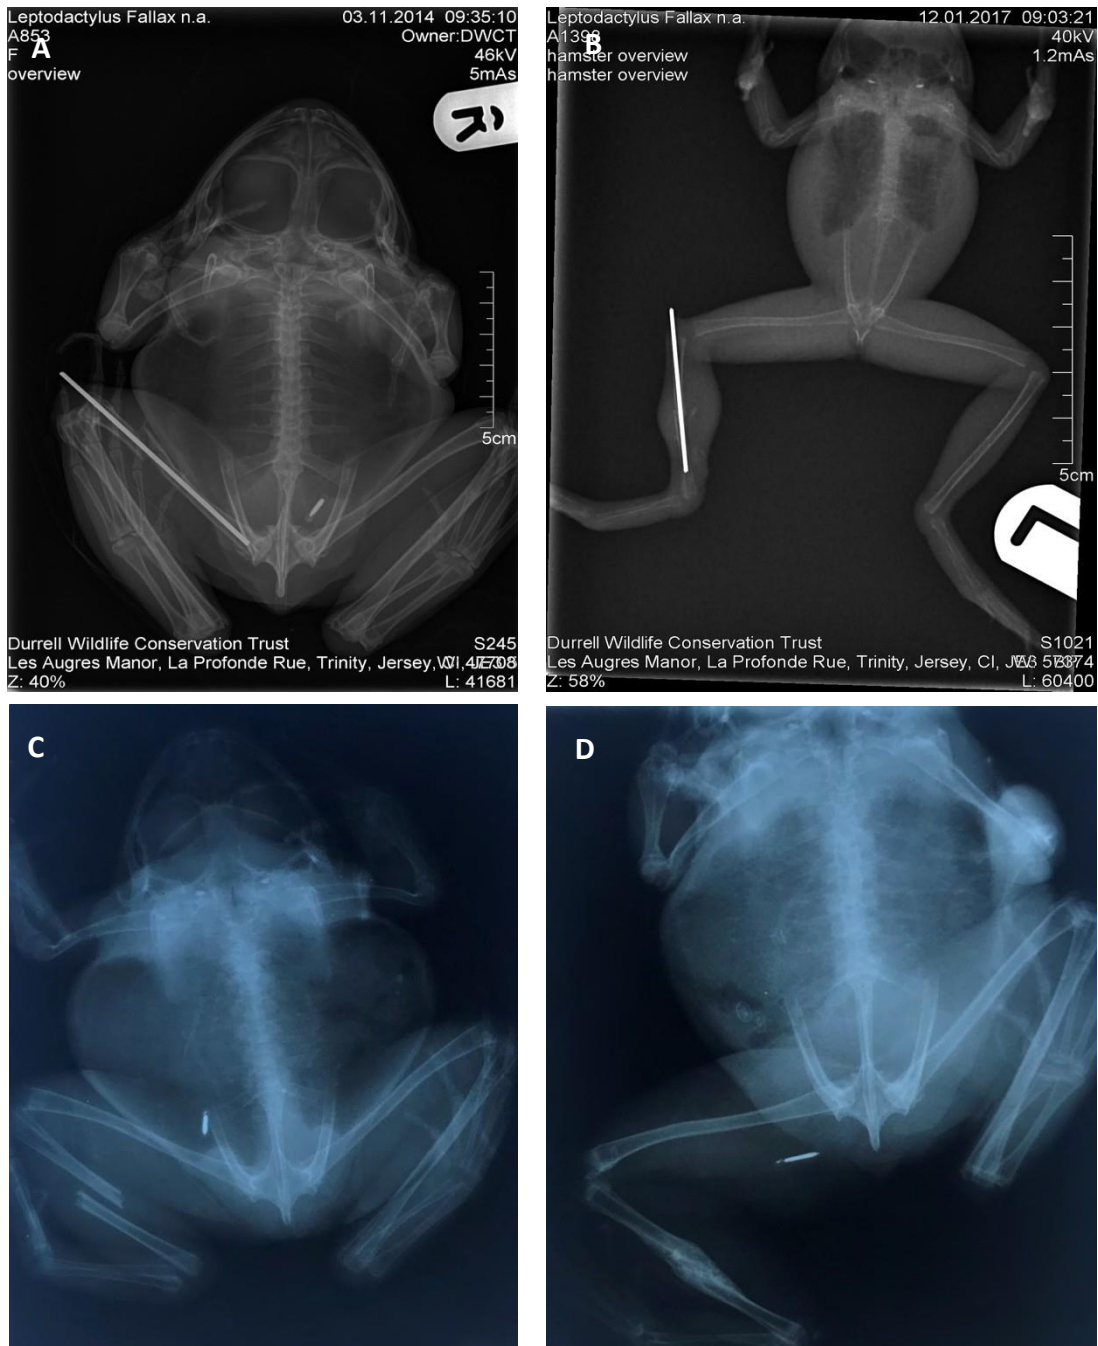 Leptodactylus Fallax n.a. 03.11.2014 09:35:10
A853 Owner:DWCT
A
F 46kV
overview 5mAs
R
5cm
Durrell Wildlife Conservation Trust S245
Les Augres Manor, La Profonde Rue, Trinity, Jersey,
Z: 40% L: 41681
Leptodactylus Fallax n.a. 12.01.2017 09:03:21
A1393 40kV
B
hamster overview 1.2mAs
hamster overview
5cm
L
Durrell Wildlife Conservation Trust S1021
Les Augres Manor, La Profonde Rue, Trinity, Jersey, CI,
Z: 58% L: 60400
C
D